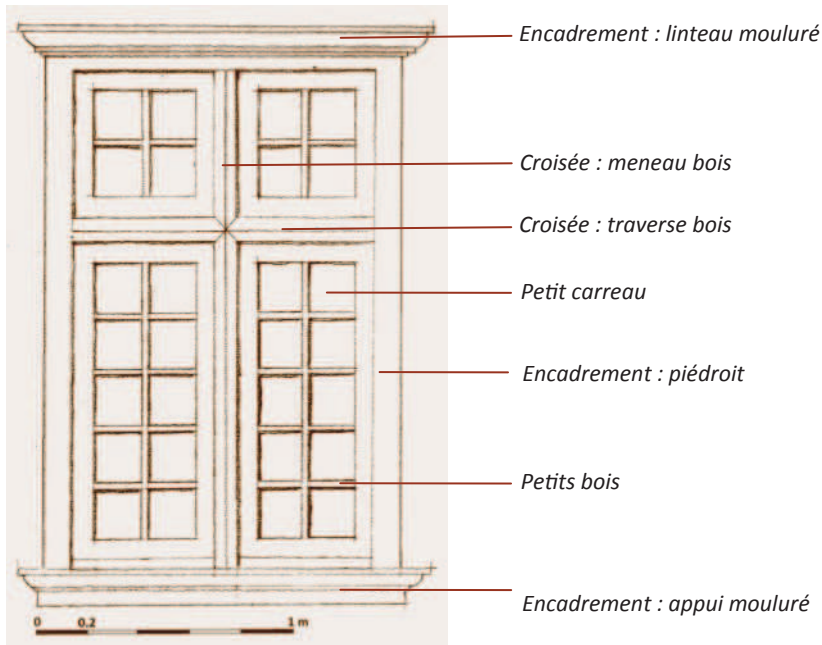 Encadrement : linteau mouluré
Croisée : meneau bois
Croisée : traverse bois
Petit carreau
Encadrement : piédroit
Petits bois
Encadrement : appui mouluré
0 0.2 1 m